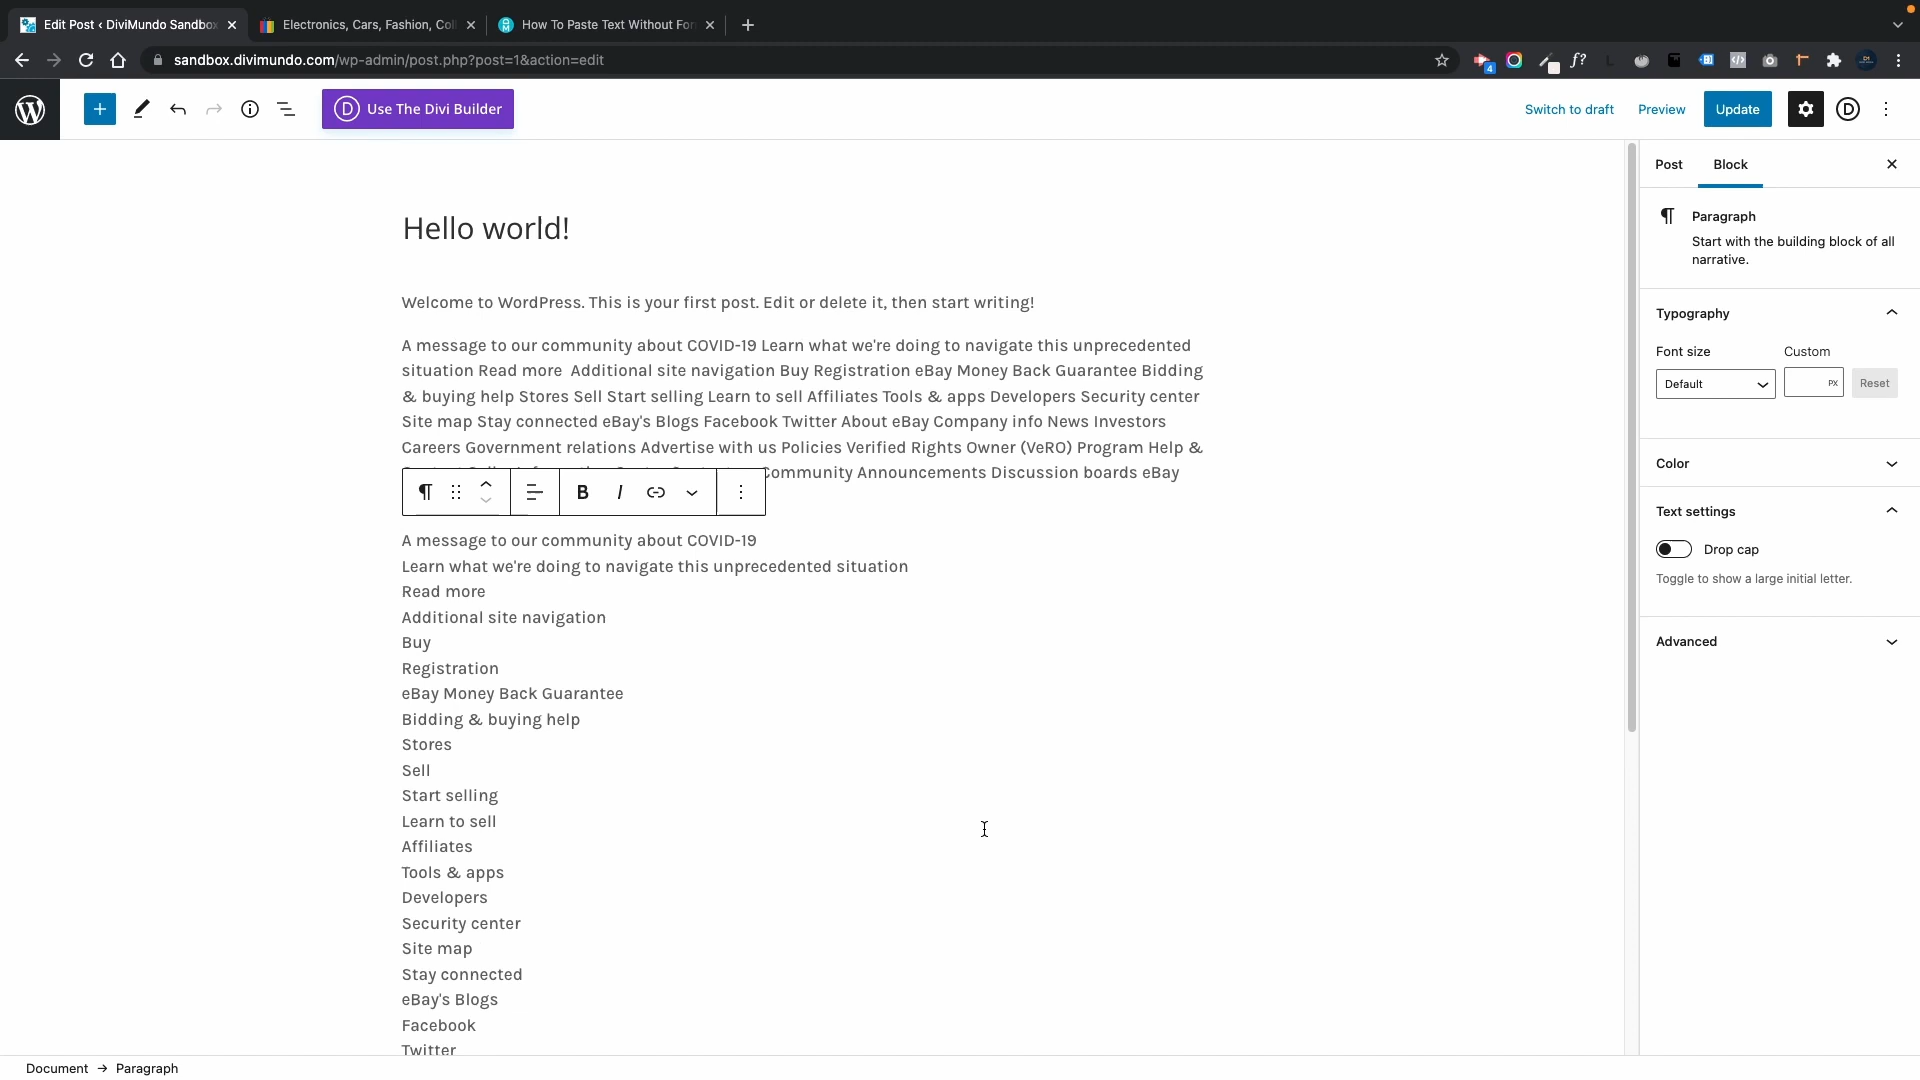 Edit Post ‹ DiviMundo Sandbox
Electronics, Cars, Fashion, Col
How To Paste Text Without For
sandbox.divimundo.com/wp-admin/post.php?post=1&action=edit
f?
4
Use The Divi Builder
Switch to draft
Preview
Update
D
Post
Block
Hello world!
Paragraph
Start with the building block of all
narrative.
Welcome to WordPress. This is your first post. Edit or delete it, then start writing!
Typography
A message to our community about COVID-19 Learn what we're doing to navigate this unprecedented
situation Read more  Additional site navigation Buy Registration eBay Money Back Guarantee Bidding
& buying help Stores Sell Start selling Learn to sell Affiliates Tools & apps Developers Security center
Site map Stay connected eBay's Blogs Facebook Twitter About eBay Company info News Investors
Careers Government relations Advertise with us Policies Verified Rights Owner (VeRO) Program Help &
Community Announcements Discussion boards eBay
Font size
Custom
Default
PX
Reset
Color
B I
Text settings
Drop cap
Toggle to show a large initial letter.
Advanced
A message to our community about COVID-19
Learn what we're doing to navigate this unprecedented situation
Read more
Additional site navigation
Buy
Registration
eBay Money Back Guarantee
Bidding & buying help
Stores
Sell
Start selling
Learn to sell
Affiliates
Tools & apps
Developers
Security center
Site map
Stay connected
eBay's Blogs
Facebook
Twitter
Document → Paragraph